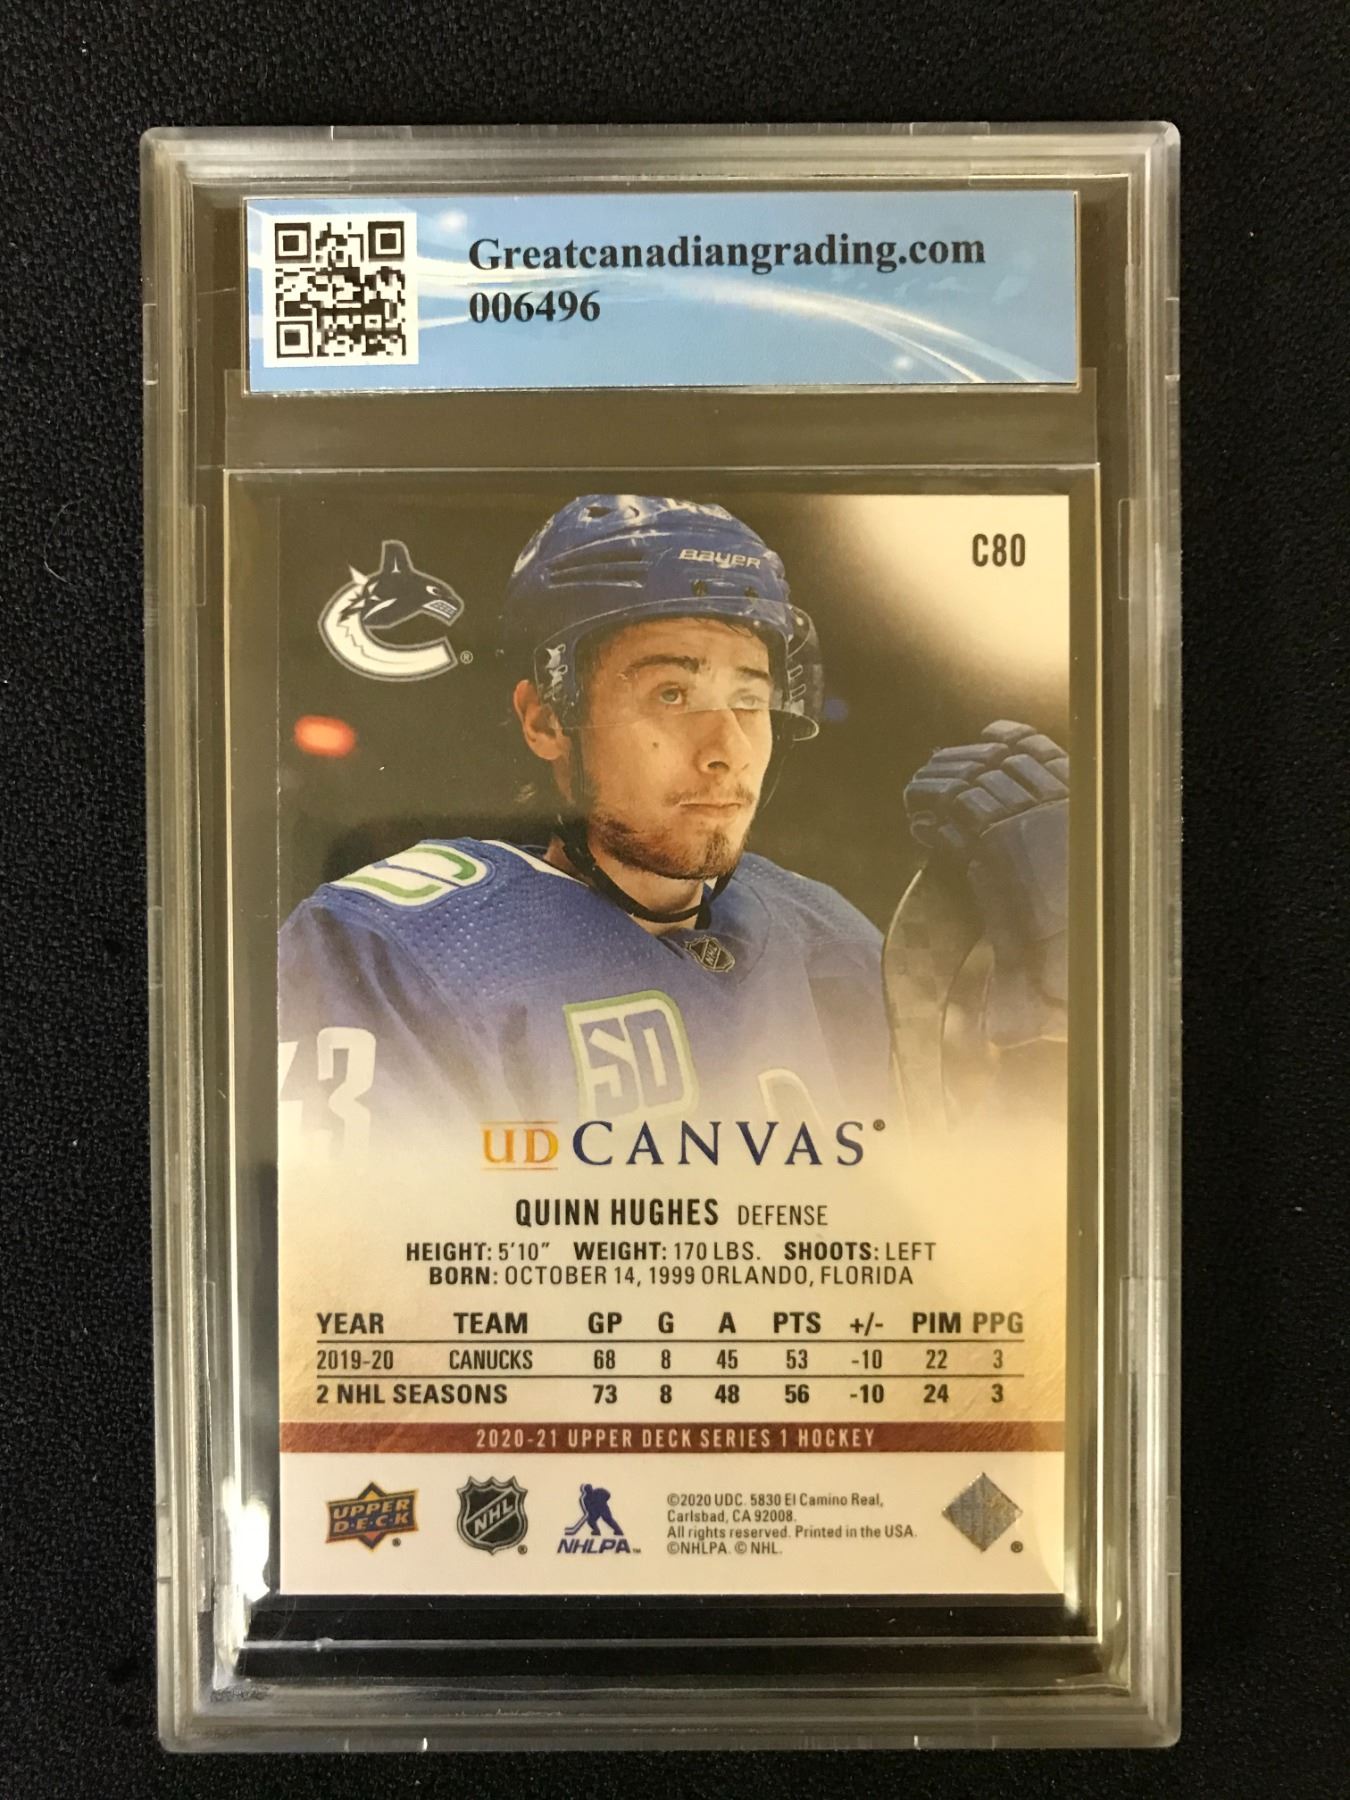 Greatcanadiangrading.com
006496
C80
BAUER
®
NHL
50
43
UD CANVAS®
QUINN HUGHES DEFENSE
HEIGHT: 5'10" WEIGHT: 170 LBS. SHOOTS: LEFT
BORN: OCTOBER 14, 1999 ORLANDO, FLORIDA
YEAR TEAM GP G A PTS +/- PIM PPG
2019-20 CANUCKS 68 8 45 53 -10 22 3
2 NHL SEASONS 73 8 48 56 -10 24 3
2020-21 UPPER DECK SERIES 1 HOCKEY
UPPER D·E·C·K ®
NHL ®
NHLPA™
©2020 UDC. 5830 El Camino Real,
Carlsbad, CA 92008.
All rights reserved. Printed in the USA.
©NHLPA. © NHL.
®